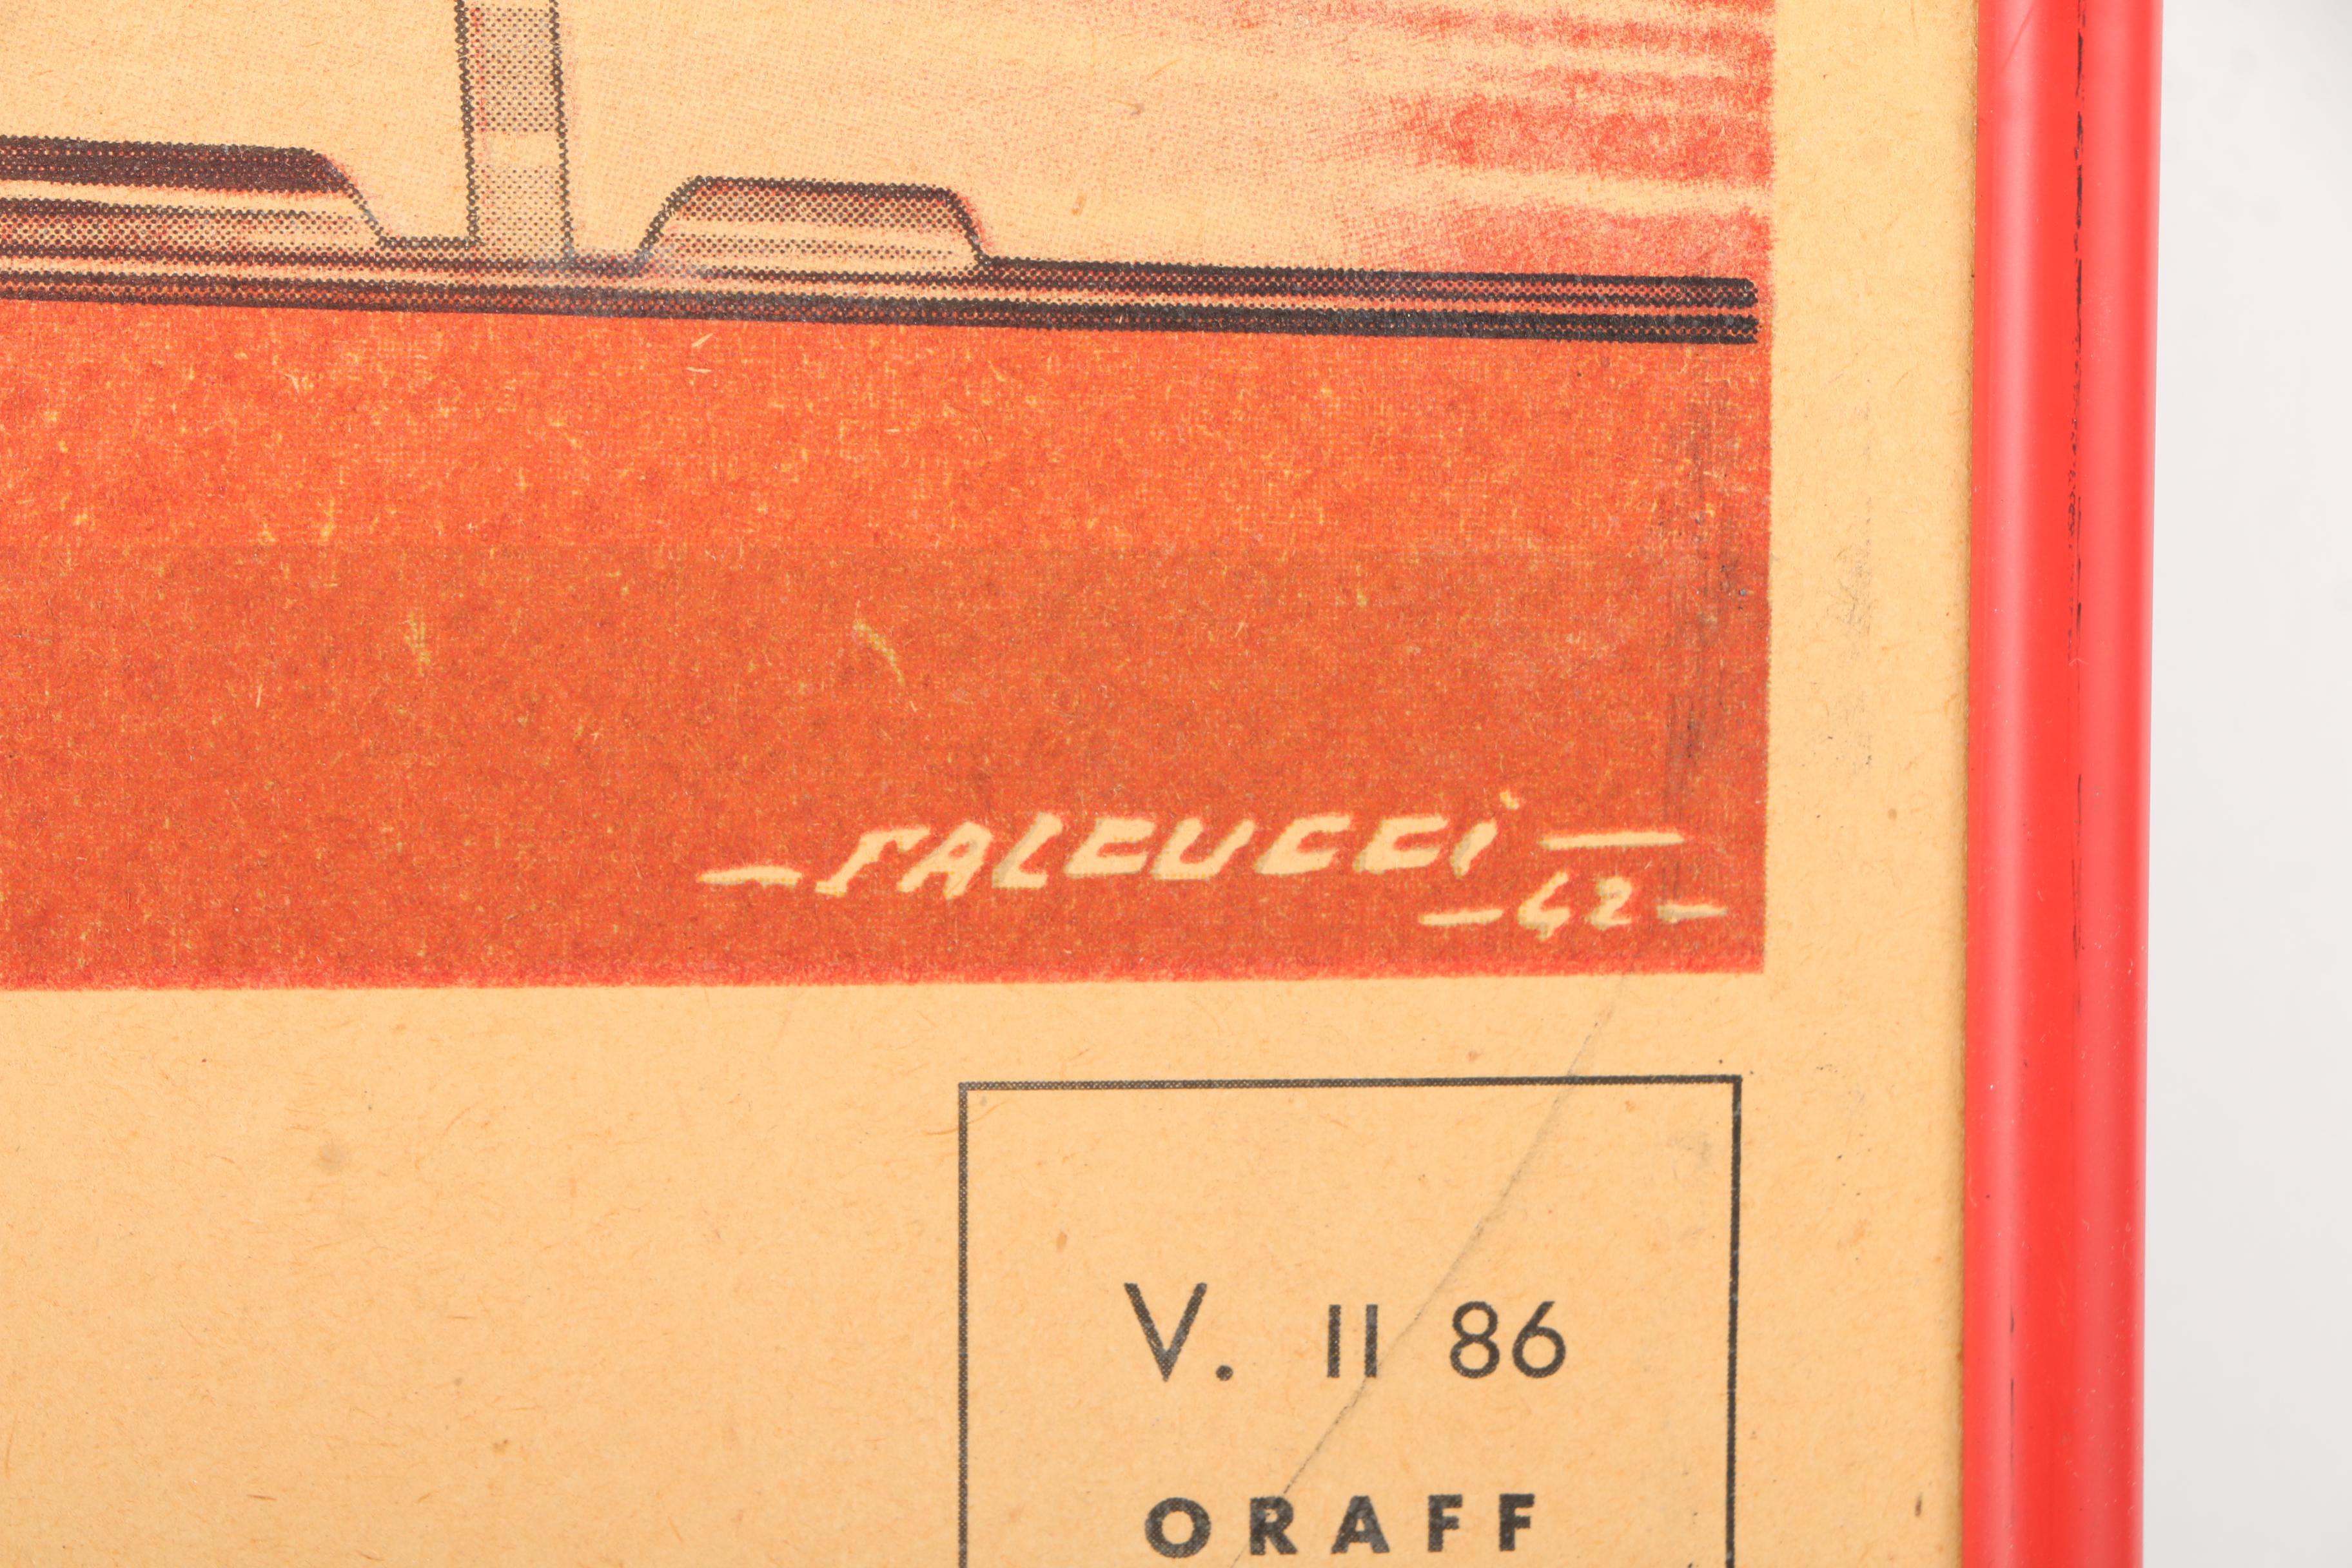 -FALCUCCI-
-42-
V. II 86
ORAFF